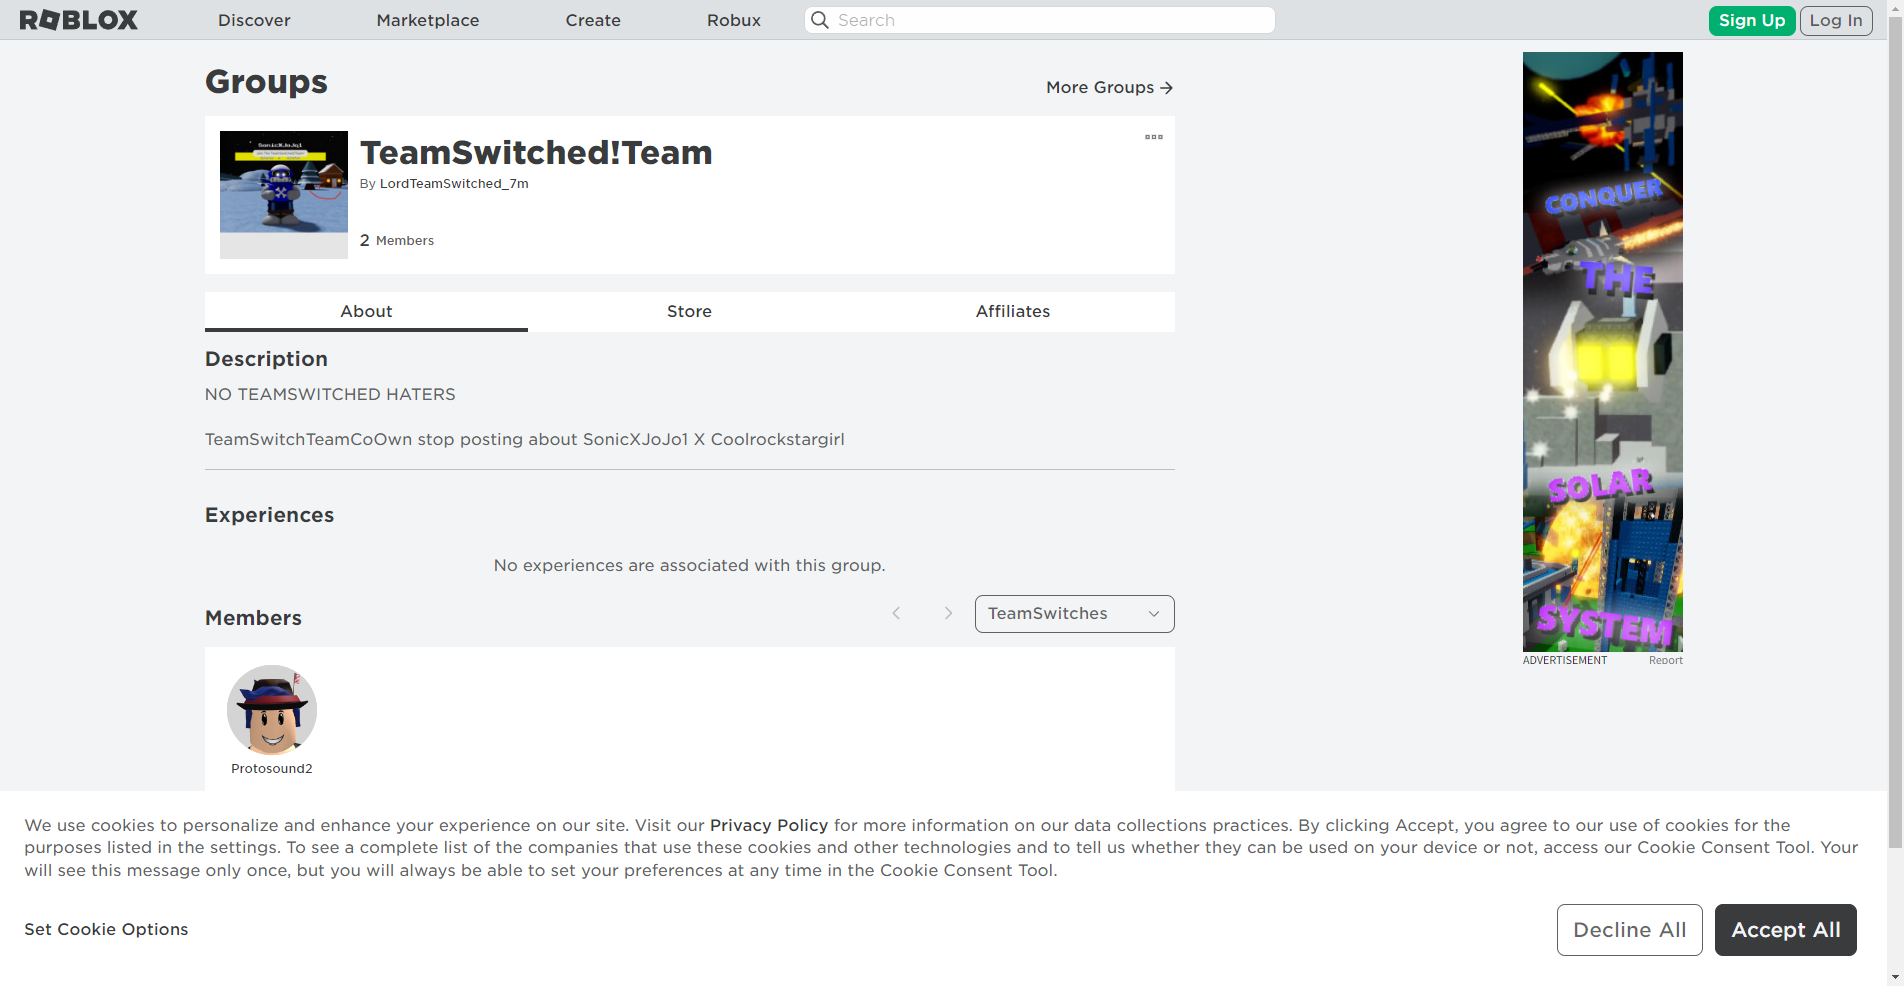 ROBLOX
Discover
Marketplace
Create
Robux
Search
Sign Up
Log In
Groups
More Groups
SonicXJoJo1
TeamSwitched!Team
By LordTeamSwitched_7m
2 Members
About
Store
Affiliates
Description
NO TEAMSWITCHED HATERS
TeamSwitchTeamCoOwn stop posting about SonicXJoJo1 X Coolrockstargirl
Experiences
No experiences are associated with this group.
Members
TeamSwitches
Protosound2
CONQUER
THE
SOLAR
SYSTEM
ADVERTISEMENT
Report
We use cookies to personalize and enhance your experience on our site. Visit our Privacy Policy for more information on our data collections practices. By clicking Accept, you agree to our use of cookies for the
purposes listed in the settings. To see a complete list of the companies that use these cookies and other technologies and to tell us whether they can be used on your device or not, access our Cookie Consent Tool. Your
will see this message only once, but you will always be able to set your preferences at any time in the Cookie Consent Tool.
Set Cookie Options
Decline All
Accept All